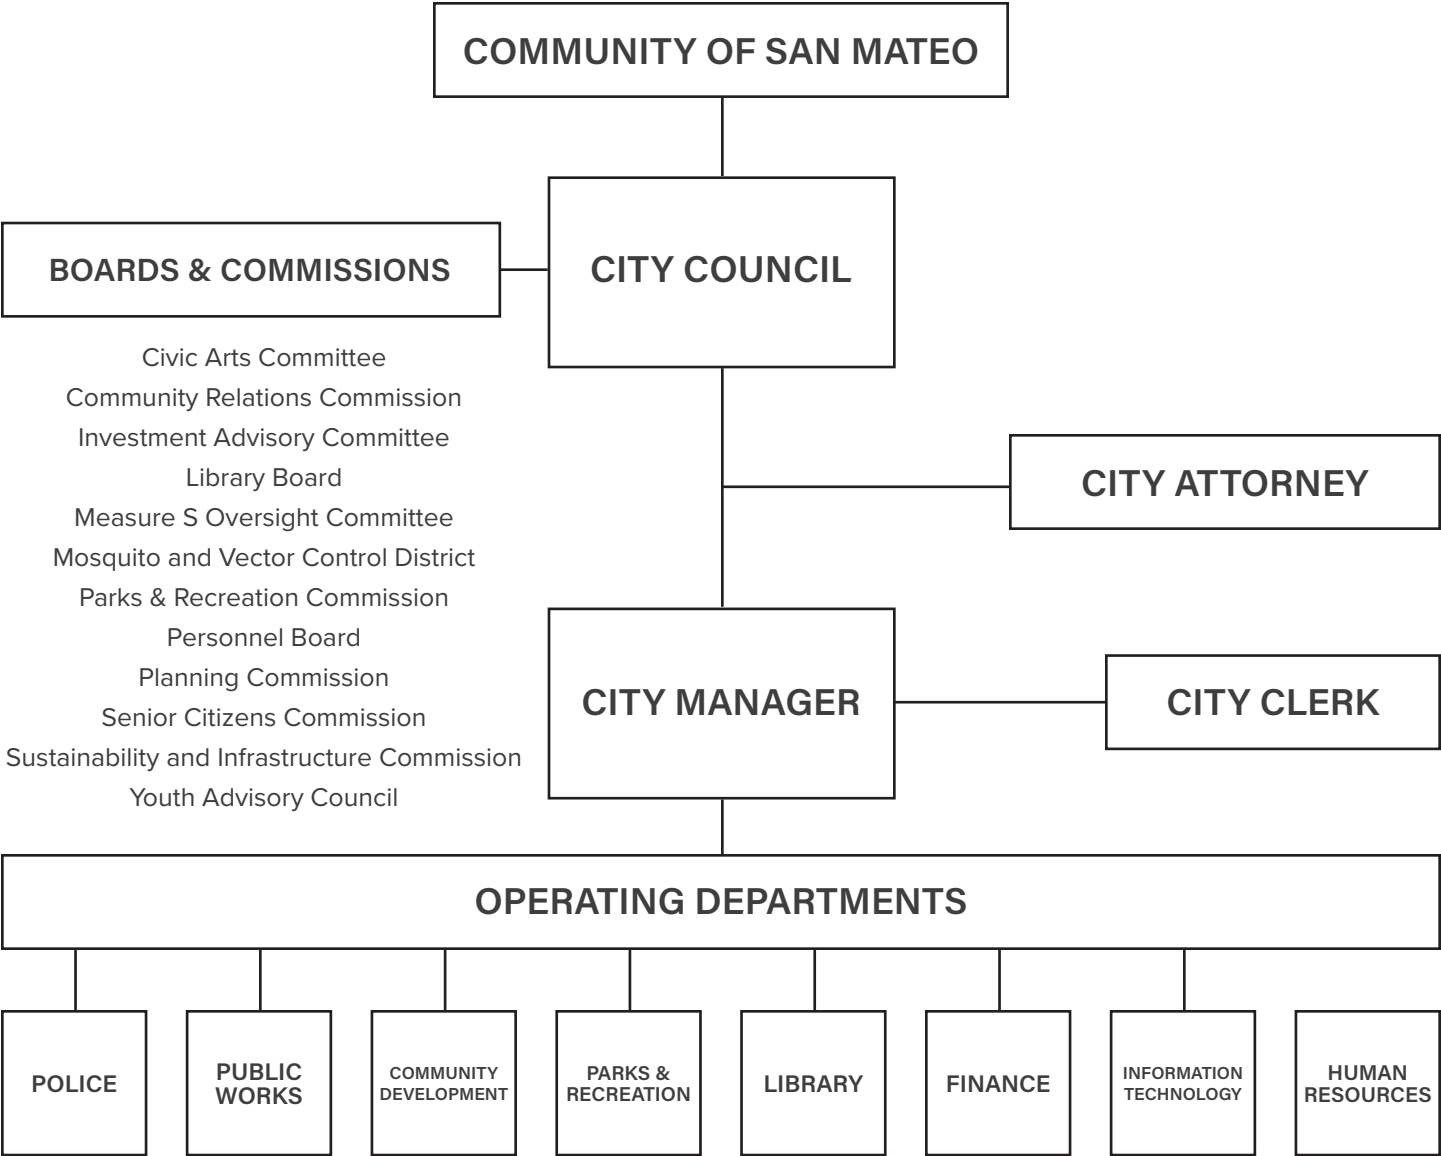 COMMUNITY OF SAN MATEO
CITY COUNCIL
BOARDS & COMMISSIONS
Civic Arts Committee
Community Relations Commission
Investment Advisory Committee
Library Board
Measure S Oversight Committee
Mosquito and Vector Control District
Parks & Recreation Commission
Personnel Board
Planning Commission
Senior Citizens Commission
Sustainability and Infrastructure Commission
Youth Advisory Council
CITY ATTORNEY
CITY MANAGER
CITY CLERK
OPERATING DEPARTMENTS
POLICE
PUBLIC
WORKS
COMMUNITY
DEVELOPMENT
PARKS &
RECREATION
LIBRARY
FINANCE
INFORMATION
TECHNOLOGY
HUMAN
RESOURCES